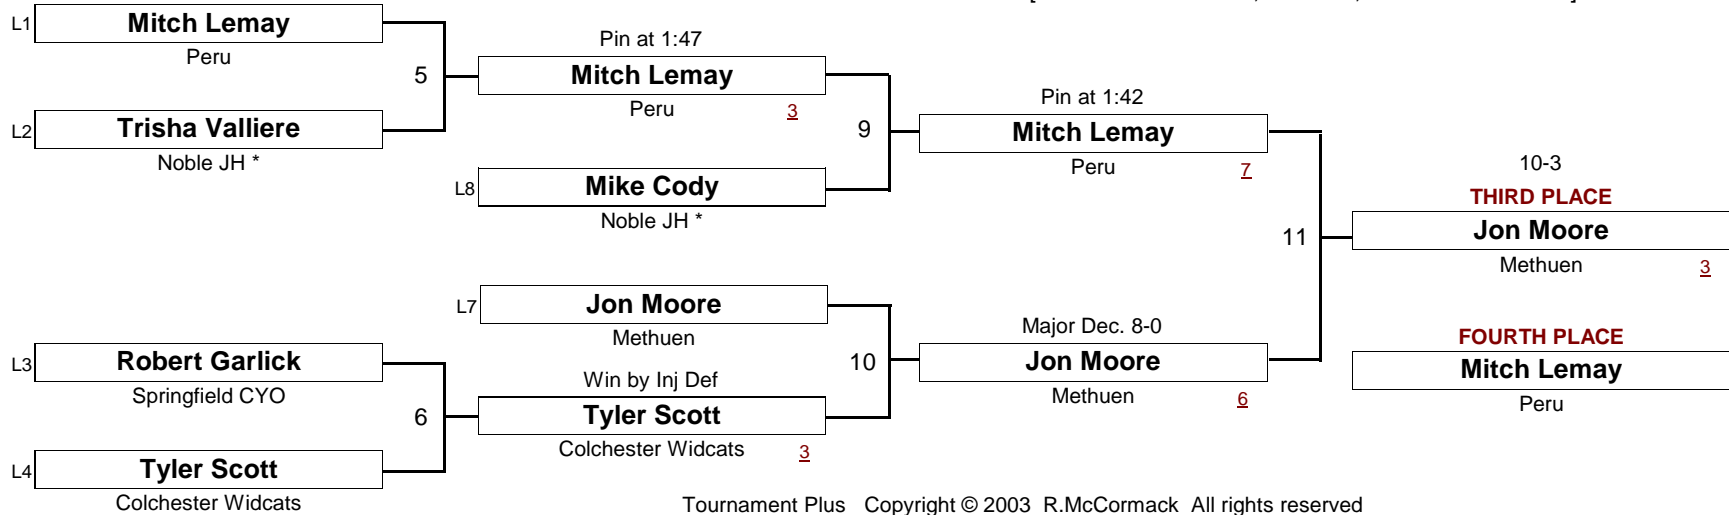 L1 Mitch Lemay
Peru
5
L2 Trisha Valliere
Noble JH *
Pin at 1:47
Mitch Lemay
Peru 3
9
L8 Mike Cody
Noble JH *
Pin at 1:42
Mitch Lemay
Peru 7
L7 Jon Moore
Methuen
10
L3 Robert Garlick
Springfield CYO
6
L4 Tyler Scott
Colchester Widcats
Win by Inj Def
Tyler Scott
Colchester Widcats 3
Major Dec. 8-0
Jon Moore
Methuen 6
11
10-3
THIRD PLACE
Jon Moore
Methuen 3
FOURTH PLACE
Mitch Lemay
Peru
Tournament Plus Copyright © 2003 R.McCormack All rights reserved